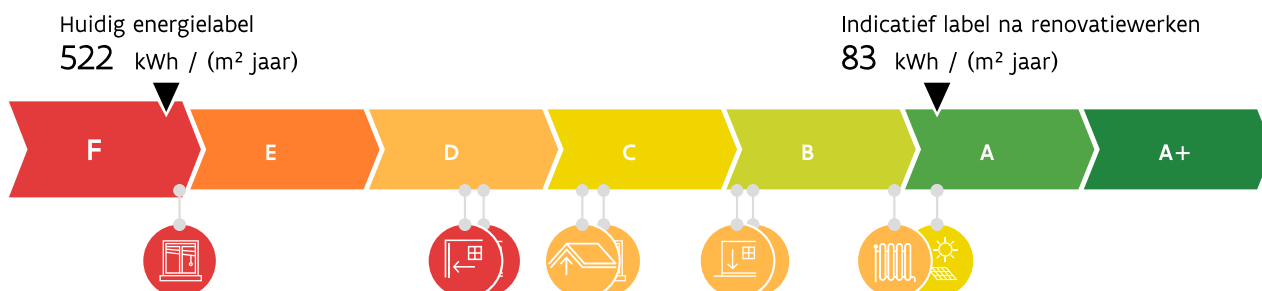 Huidig energielabel
522 kWh / (m² jaar)
Indicatief label na renovatiewerken
83 kWh / (m² jaar)
F E D C B A A+